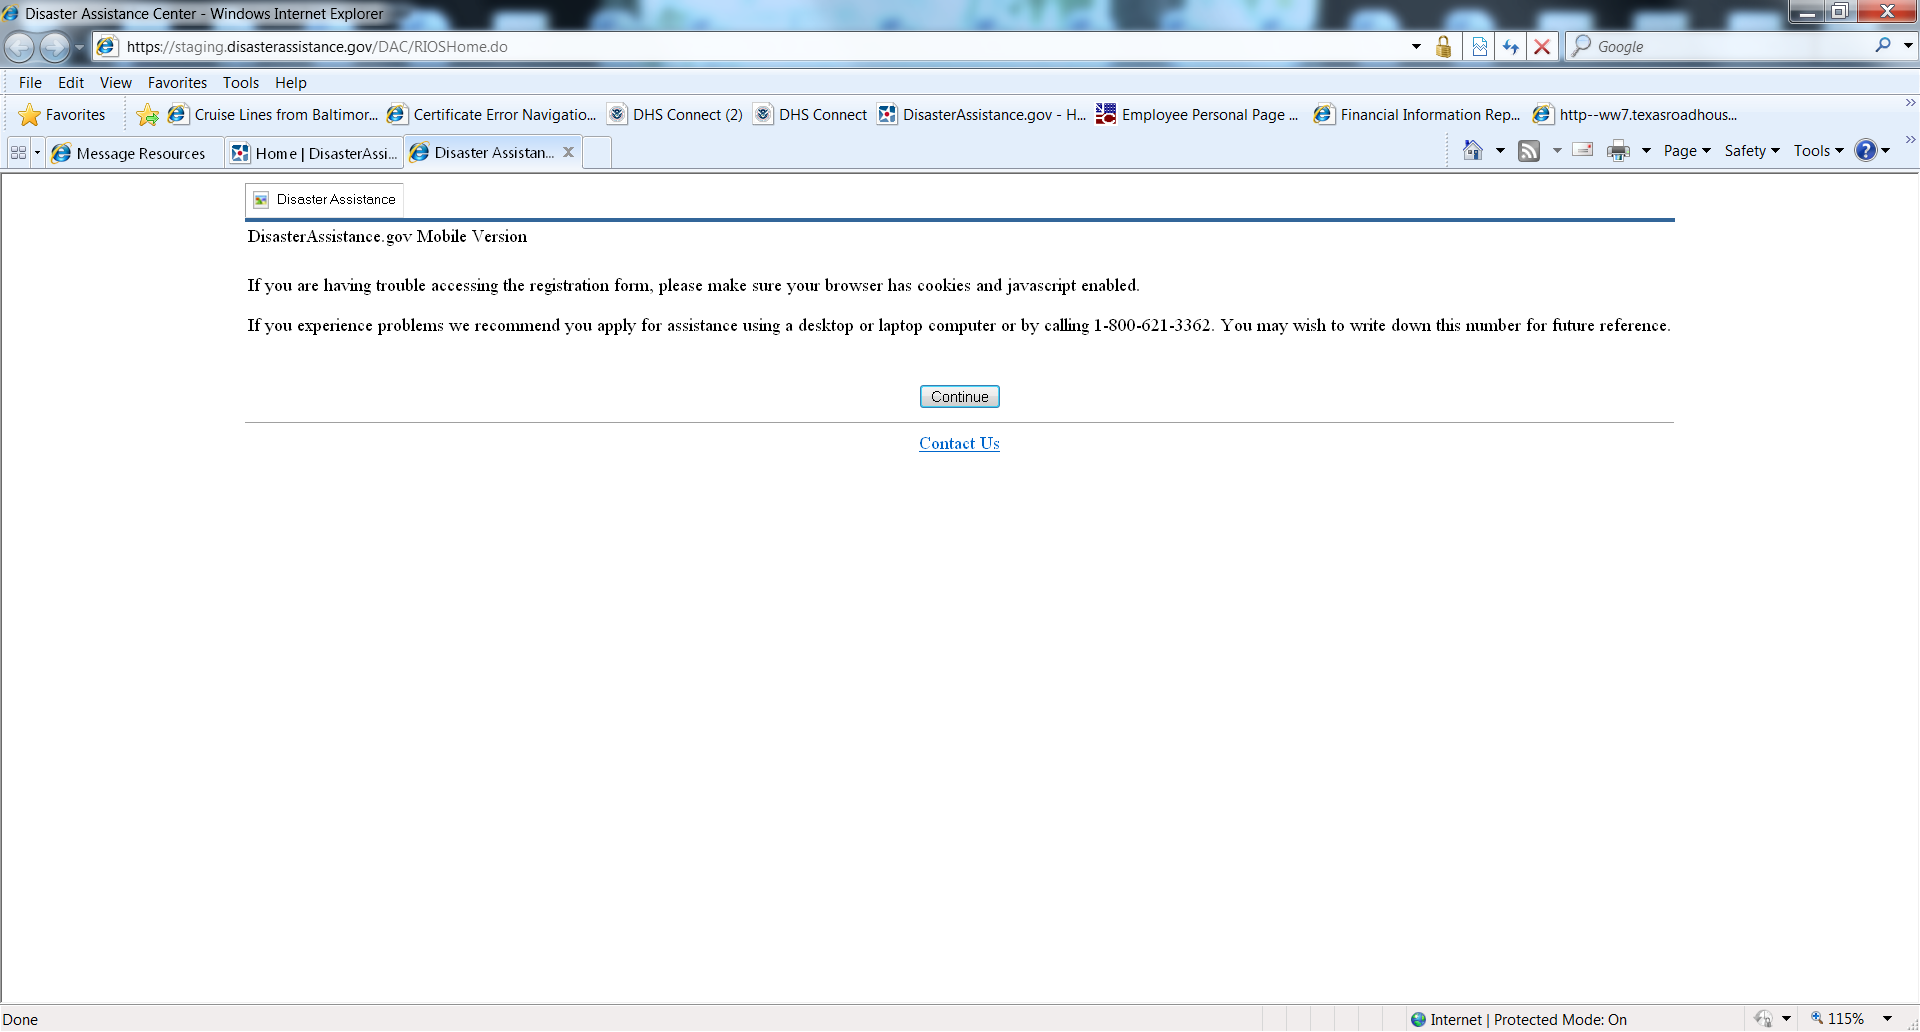 Disaster Assistance Center - Windows Internet Explorer
https://staging.disasterassistance.gov/DAC/RIOSHome.do
Google
File Edit View Favorites Tools Help
Favorites Cruise Lines from Baltimor... Certificate Error Navigatio... DHS Connect (2) DHS Connect DisasterAssistance.gov - H... Employee Personal Page ... Financial Information Rep... http--ww7.texasroadhous...
Message Resources Home | DisasterAssi... Disaster Assistan... Page Safety Tools
Disaster Assistance
DisasterAssistance.gov Mobile Version
If you are having trouble accessing the registration form, please make sure your browser has cookies and javascript enabled.
If you experience problems we recommend you apply for assistance using a desktop or laptop computer or by calling 1-800-621-3362. You may wish to write down this number for future reference.
Continue
Contact Us
Done Internet | Protected Mode: On 115%